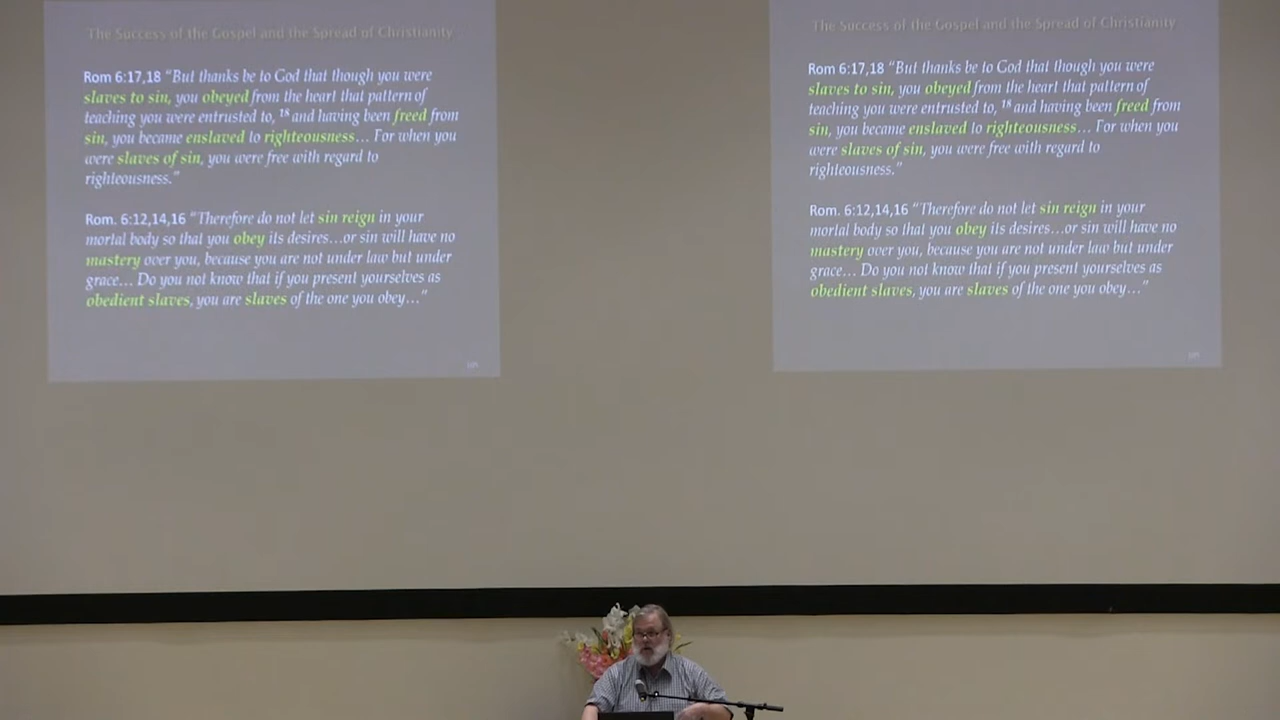 The Success of the Gospel and the Spread of Christianity
Rom 6:17,18 “But thanks be to God that though you were
slaves to sin, you obeyed from the heart that pattern of
teaching you were entrusted to, 18 and having been freed from
sin, you became enslaved to righteousness… For when you
were slaves of sin, you were free with regard to
righteousness.”
Rom. 6:12,14,16 “Therefore do not let sin reign in your
mortal body so that you obey its desires…or sin will have no
mastery over you, because you are not under law but under
grace… Do you not know that if you present yourselves as
obedient slaves, you are slaves of the one you obey…”
The Success of the Gospel and the Spread of Christianity
Rom 6:17,18 “But thanks be to God that though you were
slaves to sin, you obeyed from the heart that pattern of
teaching you were entrusted to, 18 and having been freed from
sin, you became enslaved to righteousness… For when you
were slaves of sin, you were free with regard to
righteousness.”
Rom. 6:12,14,16 “Therefore do not let sin reign in your
mortal body so that you obey its desires…or sin will have no
mastery over you, because you are not under law but under
grace… Do you not know that if you present yourselves as
obedient slaves, you are slaves of the one you obey…”